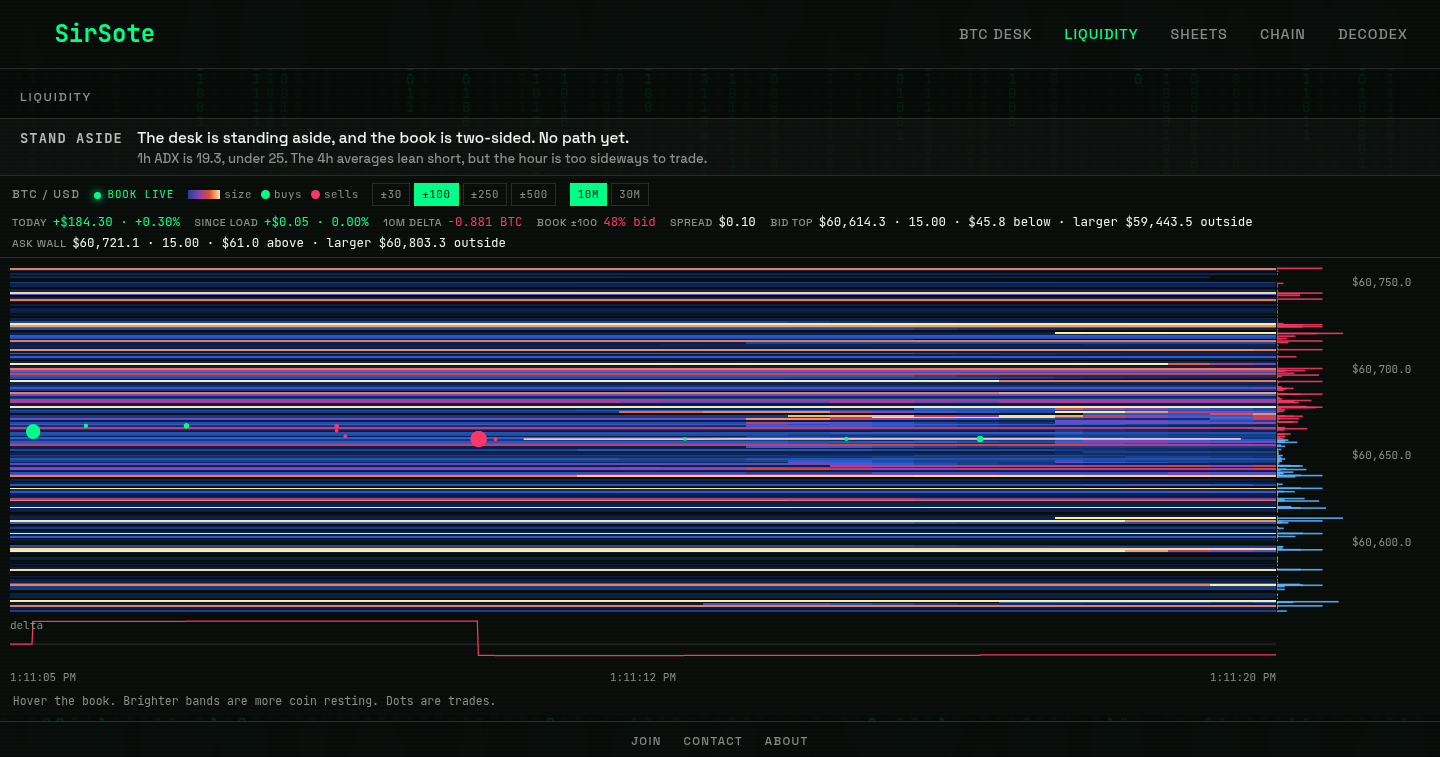 SirSote
BTC DESK LIQUIDITY SHEETS CHAIN DECODEX
LIQUIDITY
STAND ASIDE The desk is standing aside, and the book is two-sided. No path yet.
1h ADX is 19.3, under 25. The 4h averages lean short, but the hour is too sideways to trade.
BTC / USD BOOK LIVE size buys sells ±30 ±100 ±250 ±500 10M 30M
TODAY +$184.30 · +0.30% SINCE LOAD +$0.05 · 0.00% 10M DELTA -0.881 BTC BOOK ±100 48% bid SPREAD $0.10 BID TOP $60,614.3 · 15.00 · $45.8 below · larger $59,443.5 outside
ASK WALL $60,721.1 · 15.00 · $61.0 above · larger $60,803.3 outside
$60,750.0
$60,700.0
$60,650.0
$60,600.0
delta
1:11:05 PM 1:11:12 PM 1:11:20 PM
Hover the book. Brighter bands are more coin resting. Dots are trades.
JOIN CONTACT ABOUT